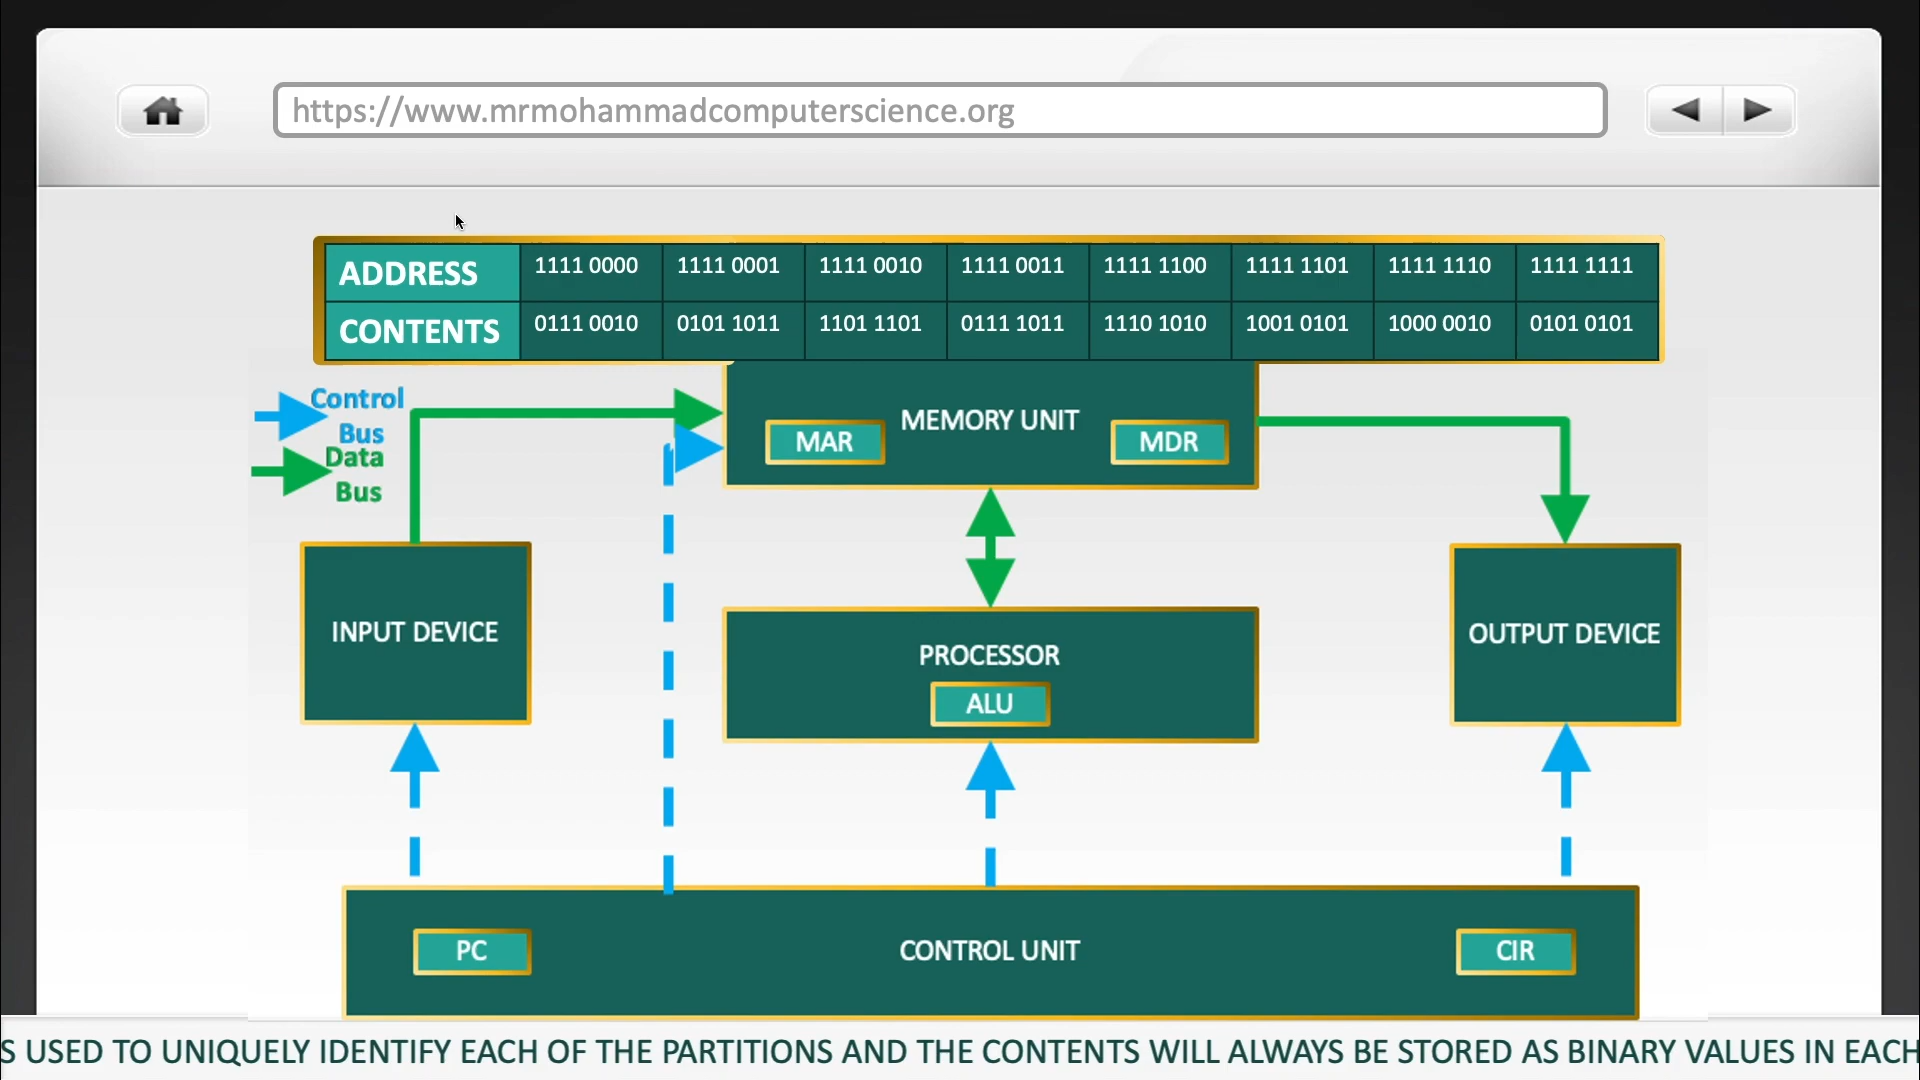 https://www.mrmohammadcomputerscience.org
ADDRESS 1111 0000 1111 0001 1111 0010 1111 0011 1111 1100 1111 1101 1111 1110 1111 1111
CONTENTS 0111 0010 0101 1011 1101 1101 0111 1011 1110 1010 1001 0101 1000 0010 0101 0101
Control
Bus
Data
Bus
MEMORY UNIT
MAR
MDR
INPUT DEVICE
PROCESSOR
ALU
OUTPUT DEVICE
PC
CONTROL UNIT
CIR
S USED TO UNIQUELY IDENTIFY EACH OF THE PARTITIONS AND THE CONTENTS WILL ALWAYS BE STORED AS BINARY VALUES IN EACH